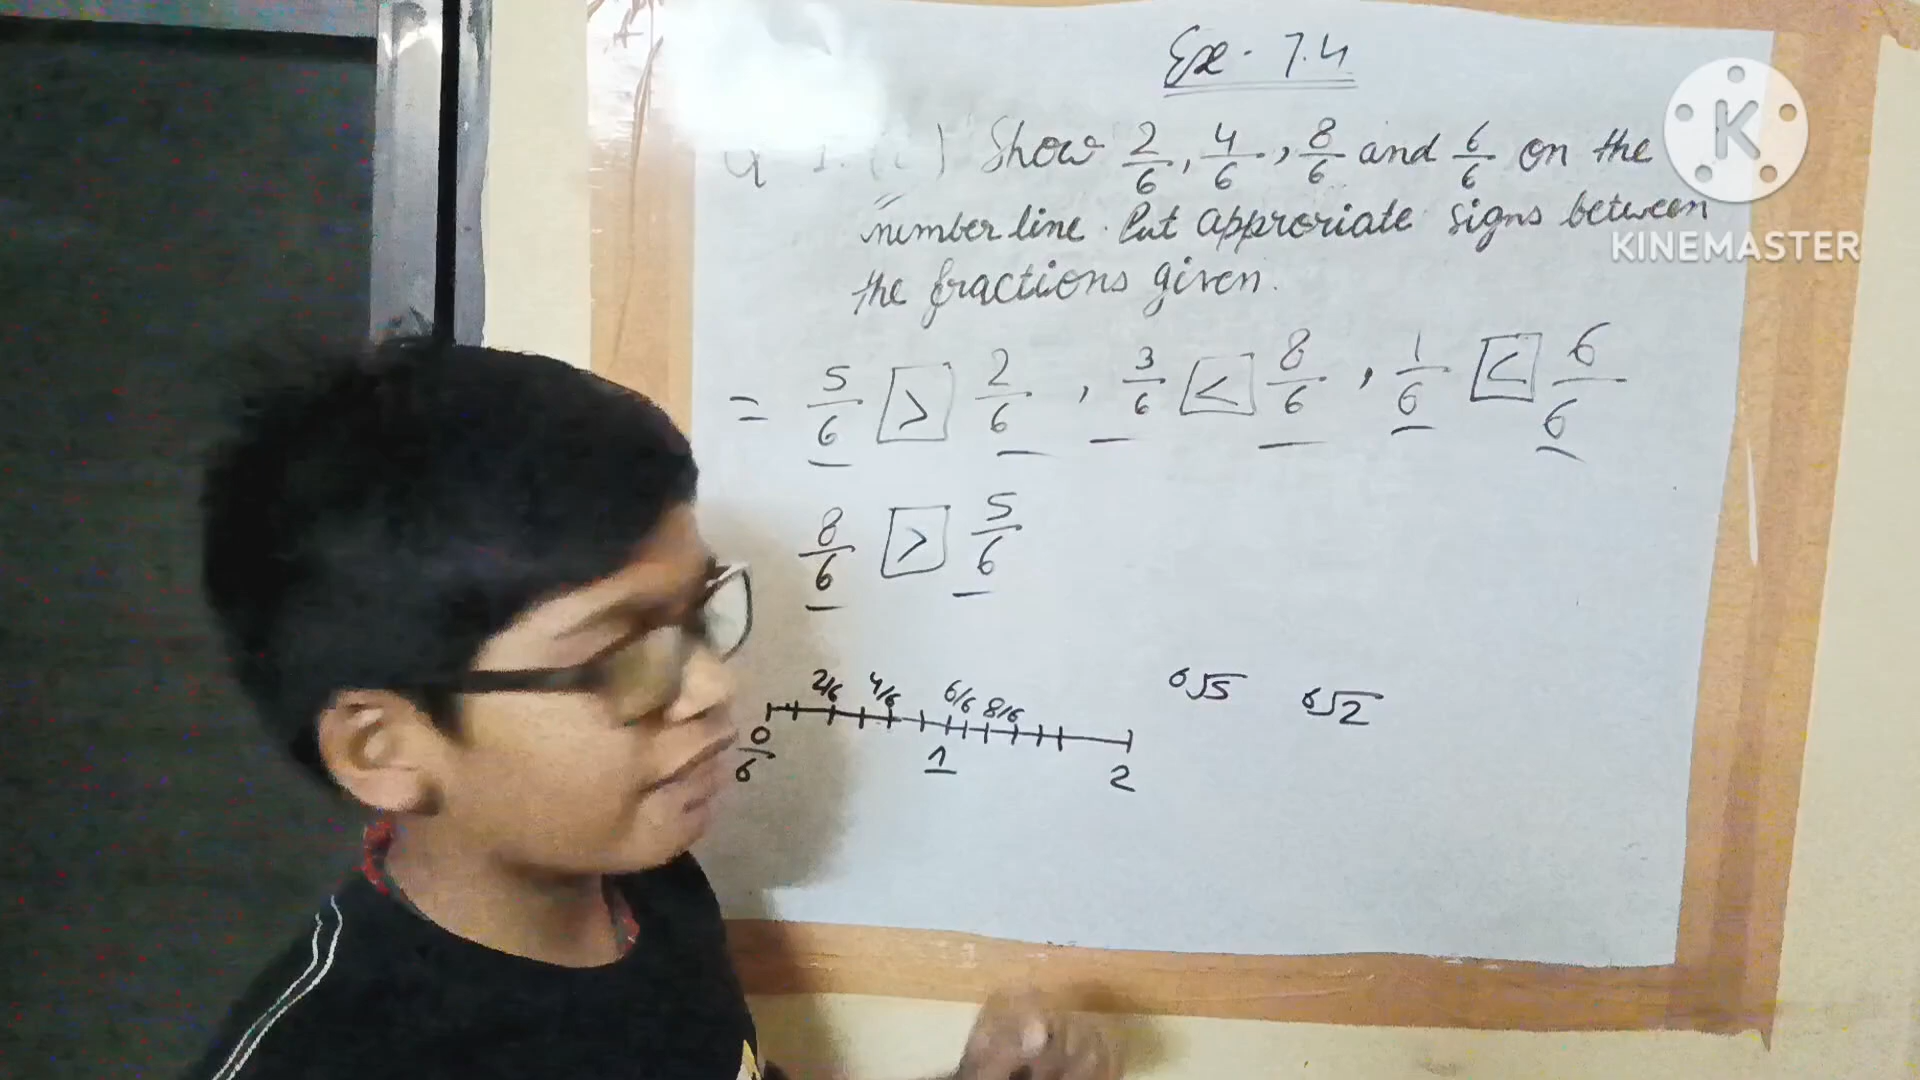 Ex - 7.4
Q 1. (c) Show 2/6, 4/6, 8/6 and 6/6 on the
number line. Put approriate signs between
the fractions given.
= 5/6 > 2/6, 3/6 < 8/6, 1/6 < 6/6
8/6 > 5/6
2/6 4/6 6/6 8/6
0/6 1 2
6√5 6√2
K
KINEMASTER